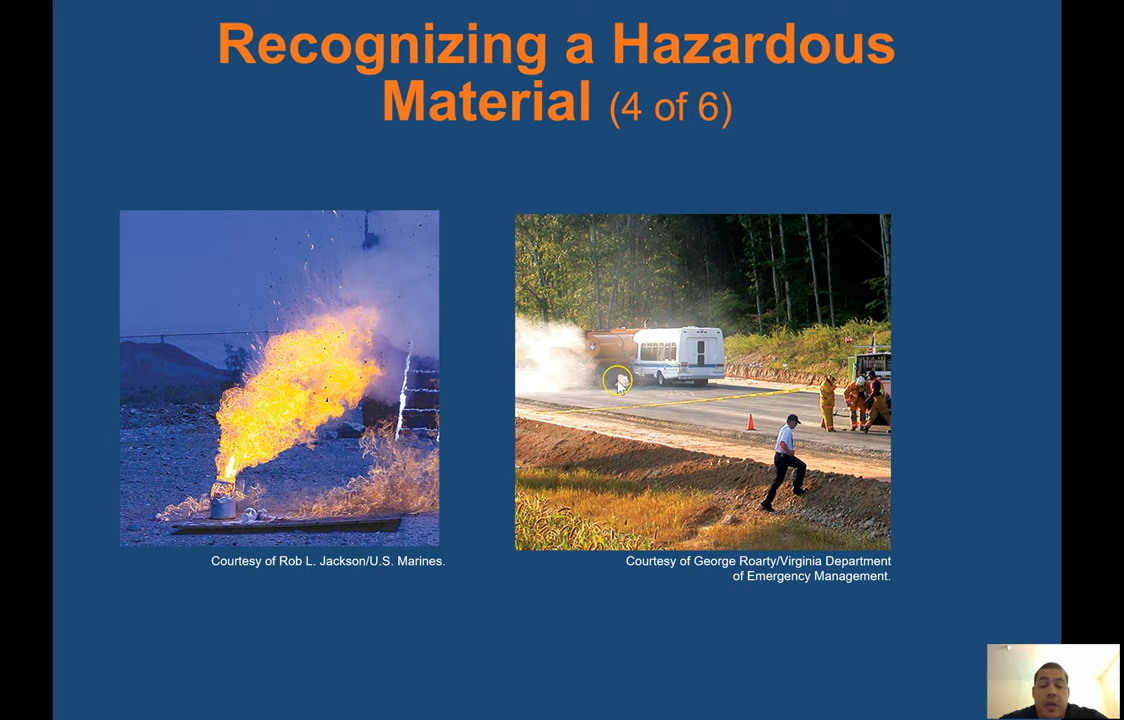 Recognizing a Hazardous
Material (4 of 6)
Courtesy of Rob L. Jackson/U.S. Marines.
Courtesy of George Roarty/Virginia Department
of Emergency Management.